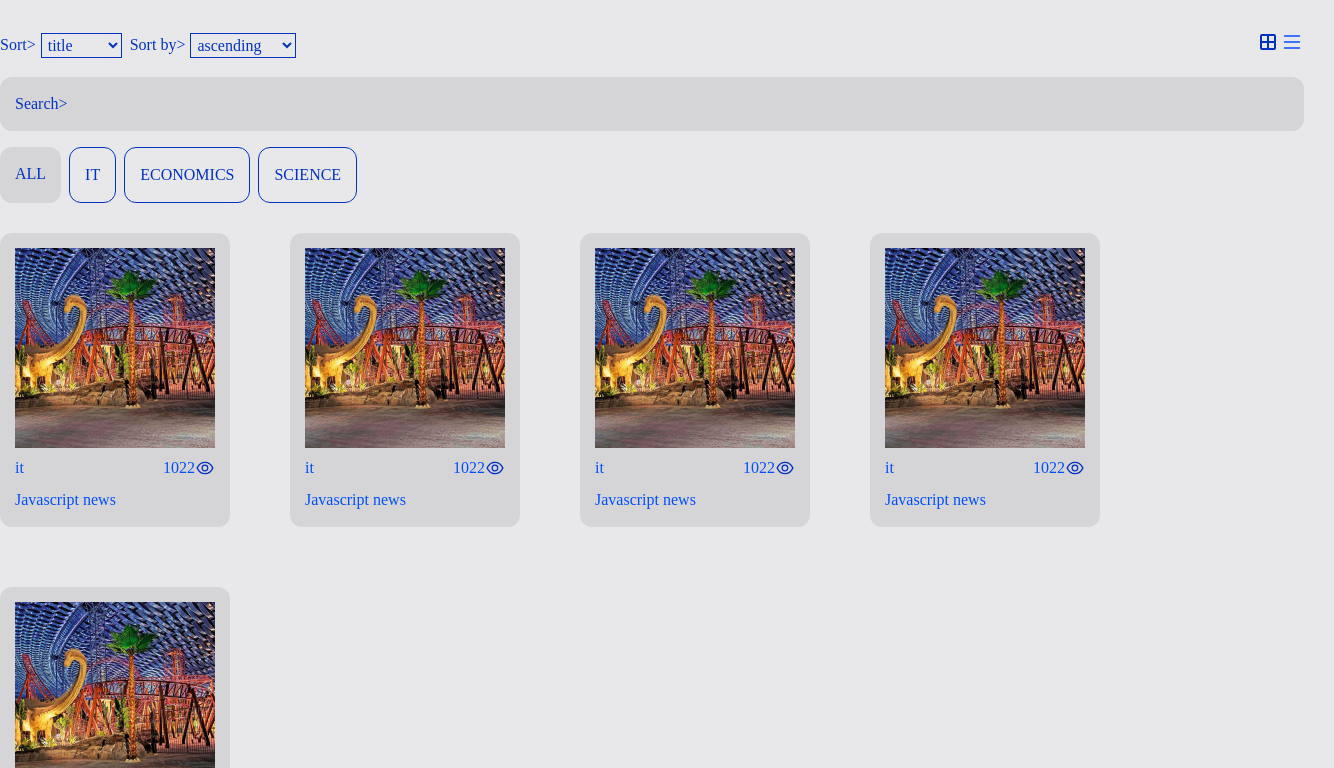 Sort> title Sort by> ascending
Search>
ALL IT ECONOMICS SCIENCE
it 1022 it 1022 it 1022 it 1022
Javascript news Javascript news Javascript news Javascript news